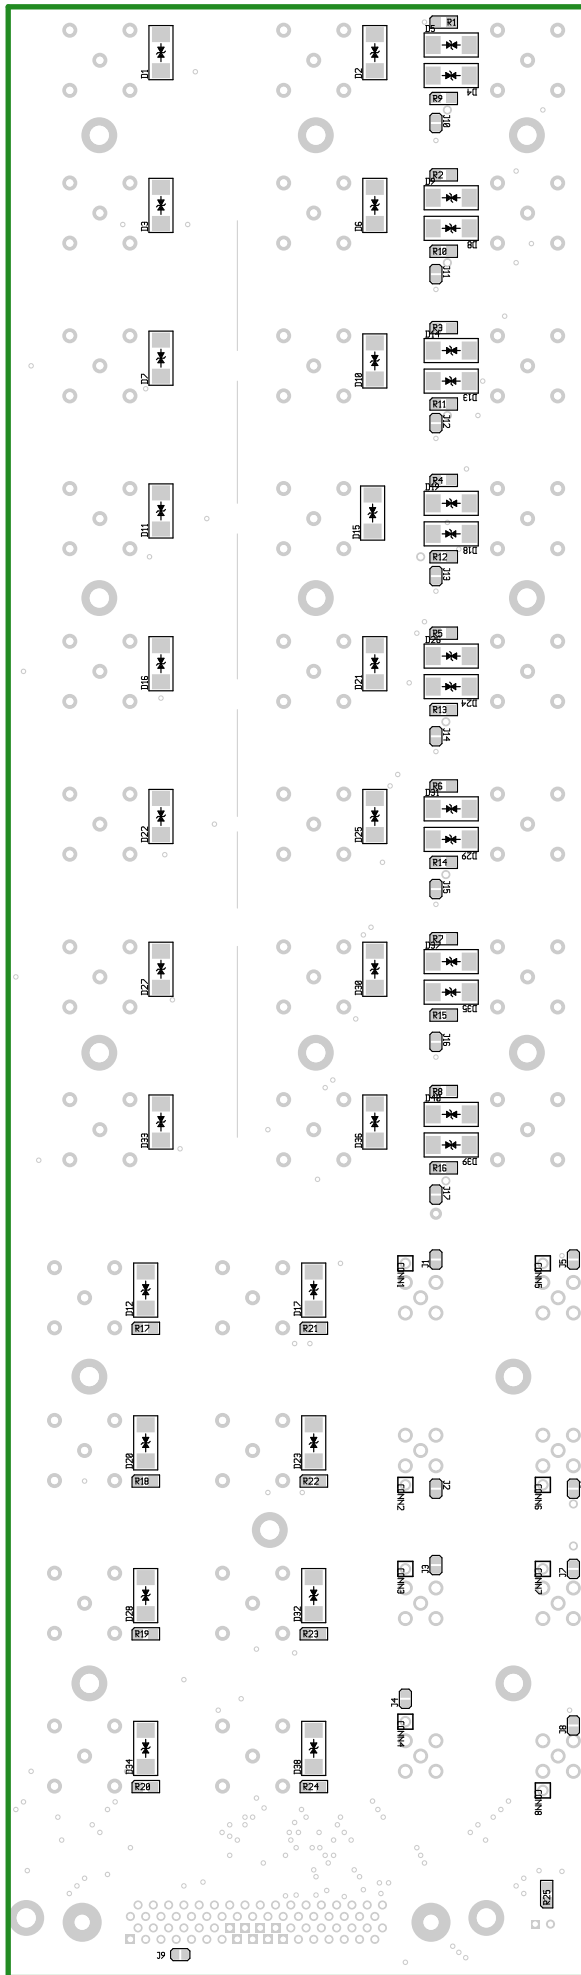 R1
D5
D1
D2
D4
R9
J10
R2
D9
D3
D6
D8
R10
J11
R3
D14
D7
D10
D13
R11
J12
R4
D19
D11
D15
D18
R12
J13
R5
D26
D16
D21
D24
R13
J14
R6
D31
D22
D25
D29
R14
J15
R7
D37
D27
D30
D35
R15
J16
R8
D40
D33
D36
D39
R16
J17
J1
J5
CONN1
CONN5
D12
D17
R17
R21
D20
D23
R18
R22
J2
CONN2
CONN6
J3
J7
CONN3
CONN7
D28
D32
R19
R23
J4
J8
CONN4
D34
D38
R20
R24
CONN8
R25
J9